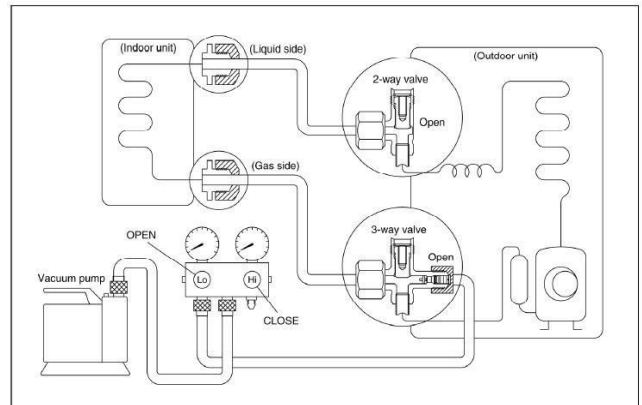 (Indoor unit)
(Liquid side)
2-way valve
(Outdoor unit)
Open
(Gas side)
3-way valve
Open
OPEN
Vacuum pump
Lo
Hi
CLOSE